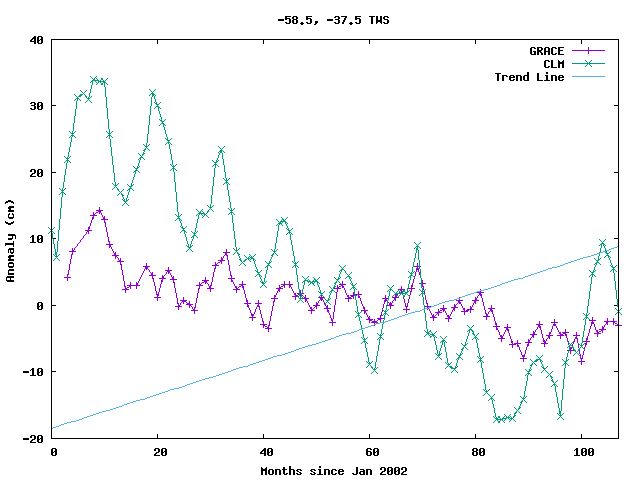 -58.5, -37.5 TWS
GRACE
CLM
Trend Line
40
30
20
10
0
-10
-20
Anomaly (cm)
0 20 40 60 80 100
Months since Jan 2002